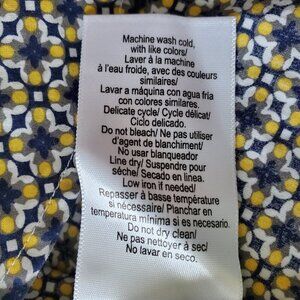 Machine wash cold,
with like colors/
Laver à la machine
à l'eau froide, avec des couleurs
similaires/
Lavar a máquina con agua fria
con colores similares.
Delicate cycle/ Cycle délicat/
Ciclo delicado.
Do not bleach/ Ne pas utiliser
d'agent de blanchiment/
No usar blanqueador
Line dry/ Suspendre pour
séche/ Secado en linea.
Low iron if needed/
Repasser à basse température
si nécessaire/ Planchar en
temperatura mínima si es necesario.
Do not dry clean/
Ne pas nettoyer à sec/
No lavar en seco.